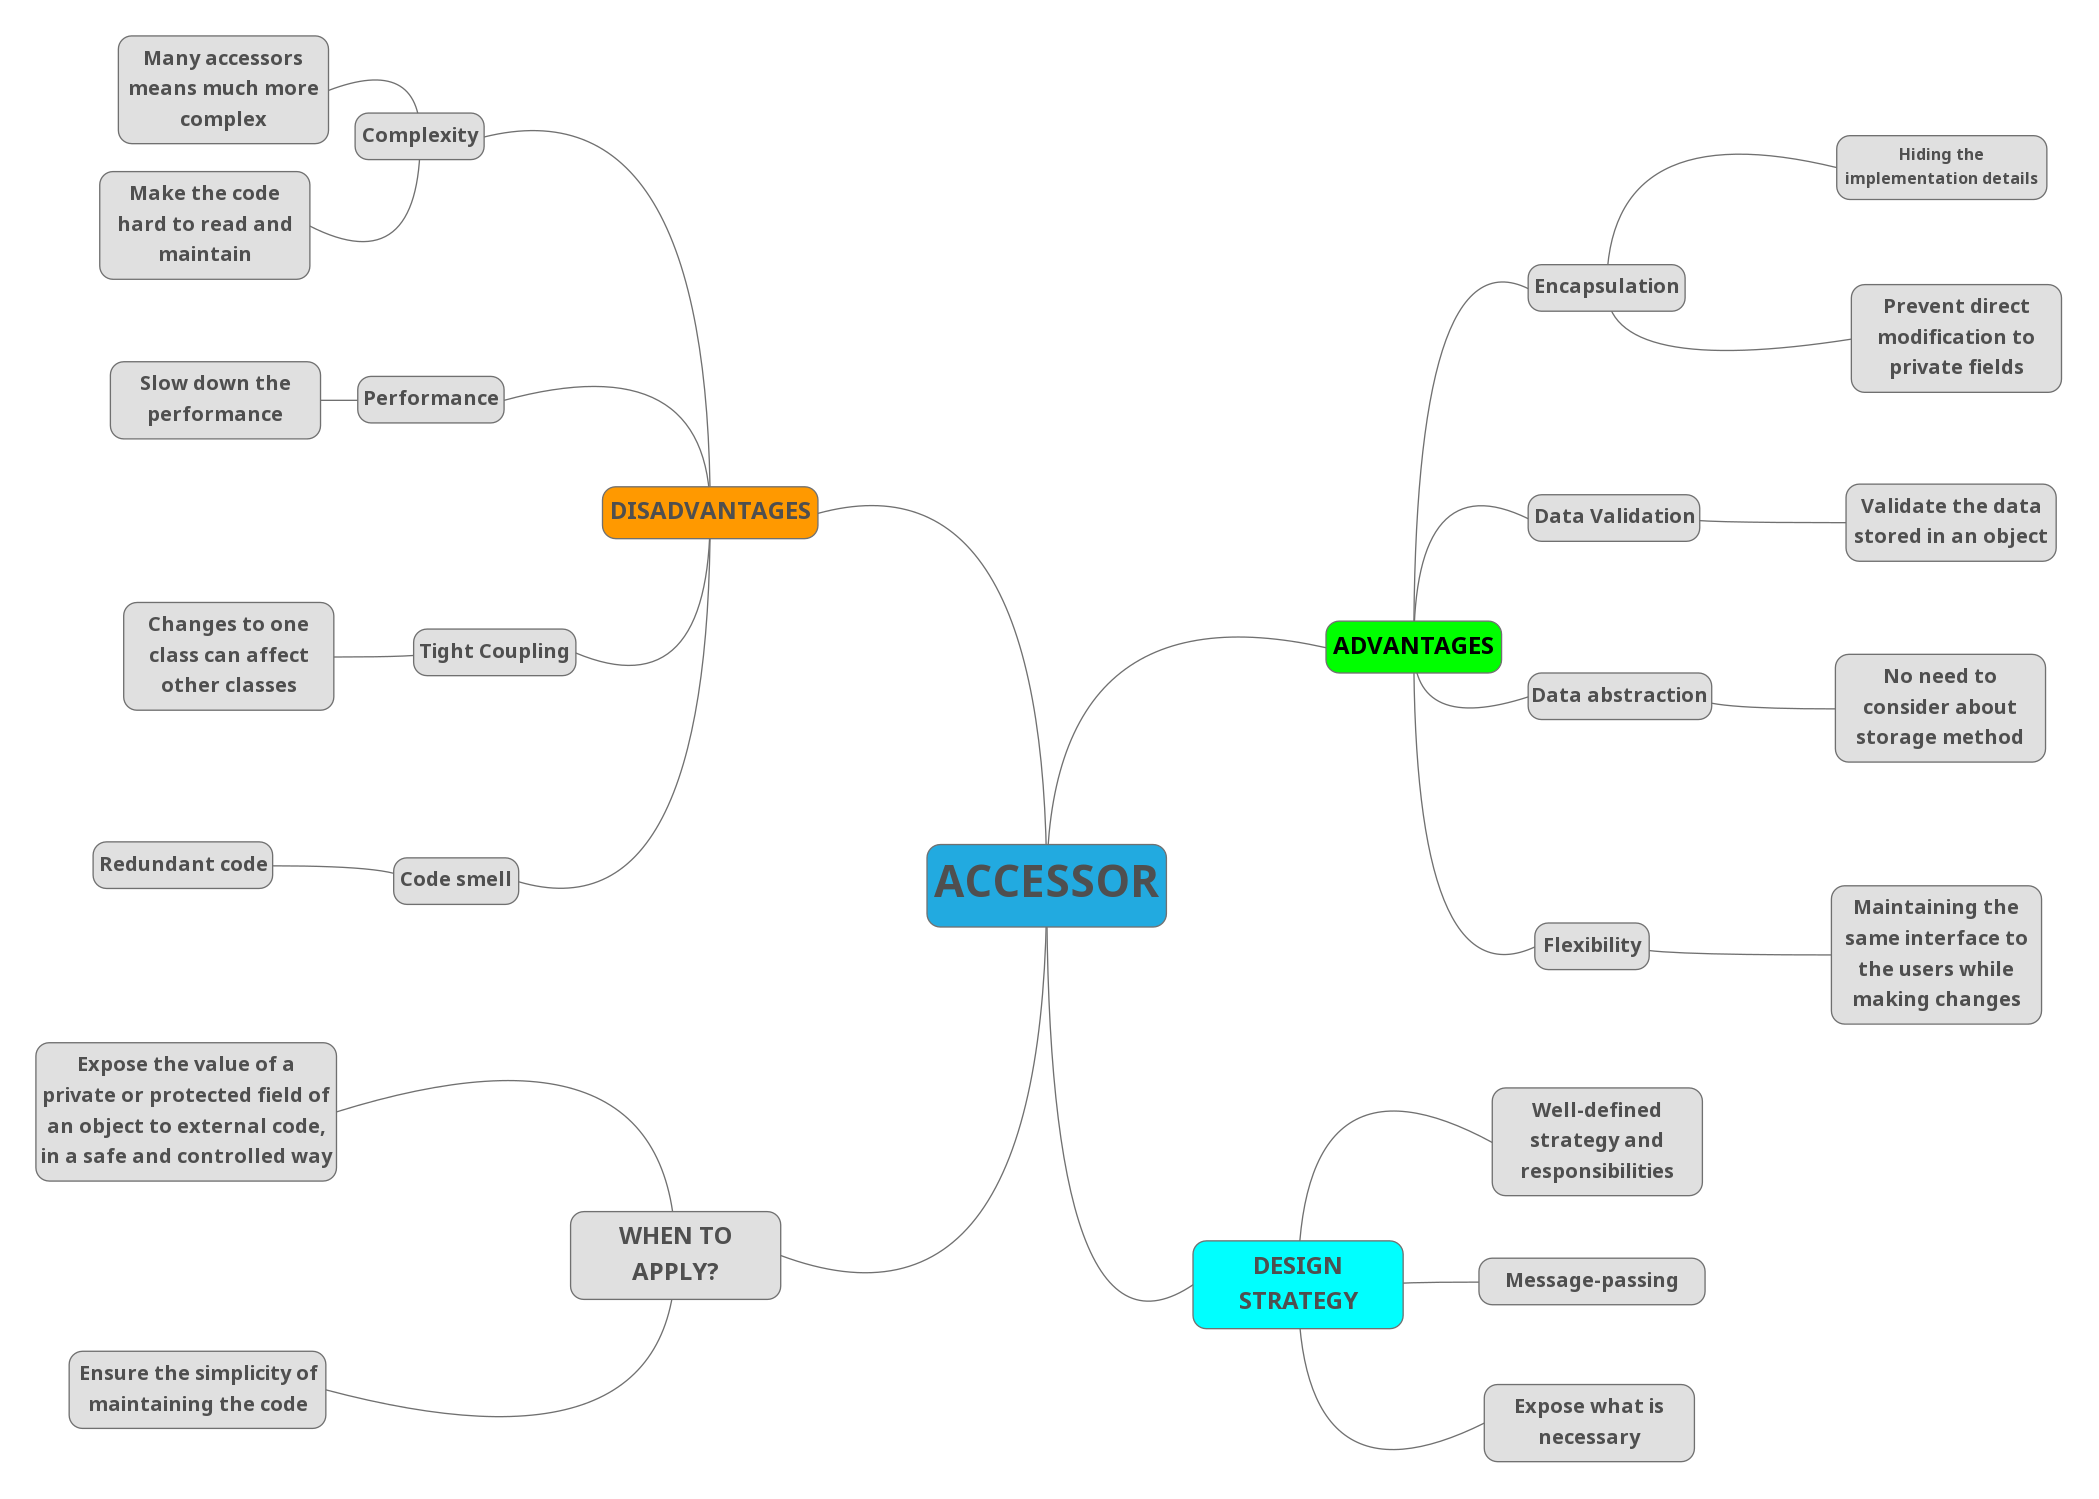 ACCESSOR
DISADVANTAGES
Complexity
Many accessors
means much more
complex
Make the code
hard to read and
maintain
Performance
Slow down the
performance
Tight Coupling
Changes to one
class can affect
other classes
Code smell
Redundant code
ADVANTAGES
Encapsulation
Hiding the
implementation details
Prevent direct
modification to
private fields
Data Validation
Validate the data
stored in an object
Data abstraction
No need to
consider about
storage method
Flexibility
Maintaining the
same interface to
the users while
making changes
WHEN TO
APPLY?
Expose the value of a
private or protected field of
an object to external code,
in a safe and controlled way
Ensure the simplicity of
maintaining the code
DESIGN
STRATEGY
Well-defined
strategy and
responsibilities
Message-passing
Expose what is
necessary